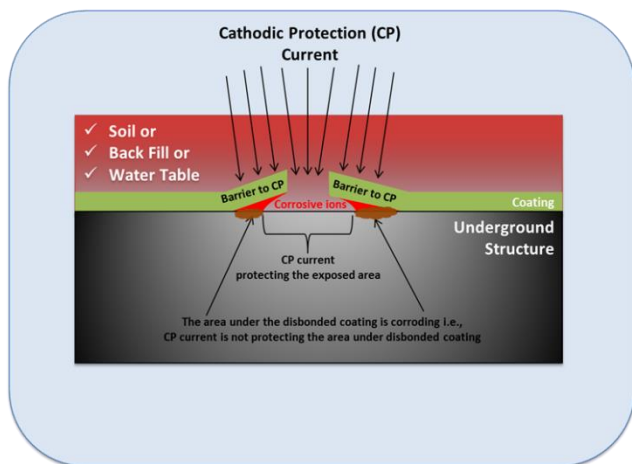 Cathodic Protection (CP)
Current
✓ Soil or
✓ Back Fill or
✓ Water Table
Barrier to CP
Barrier to CP
Corrosive ions
Coating
Underground
Structure
CP current
protecting the exposed area
The area under the disbonded coating is corroding i.e.,
CP current is not protecting the area under disbonded coating